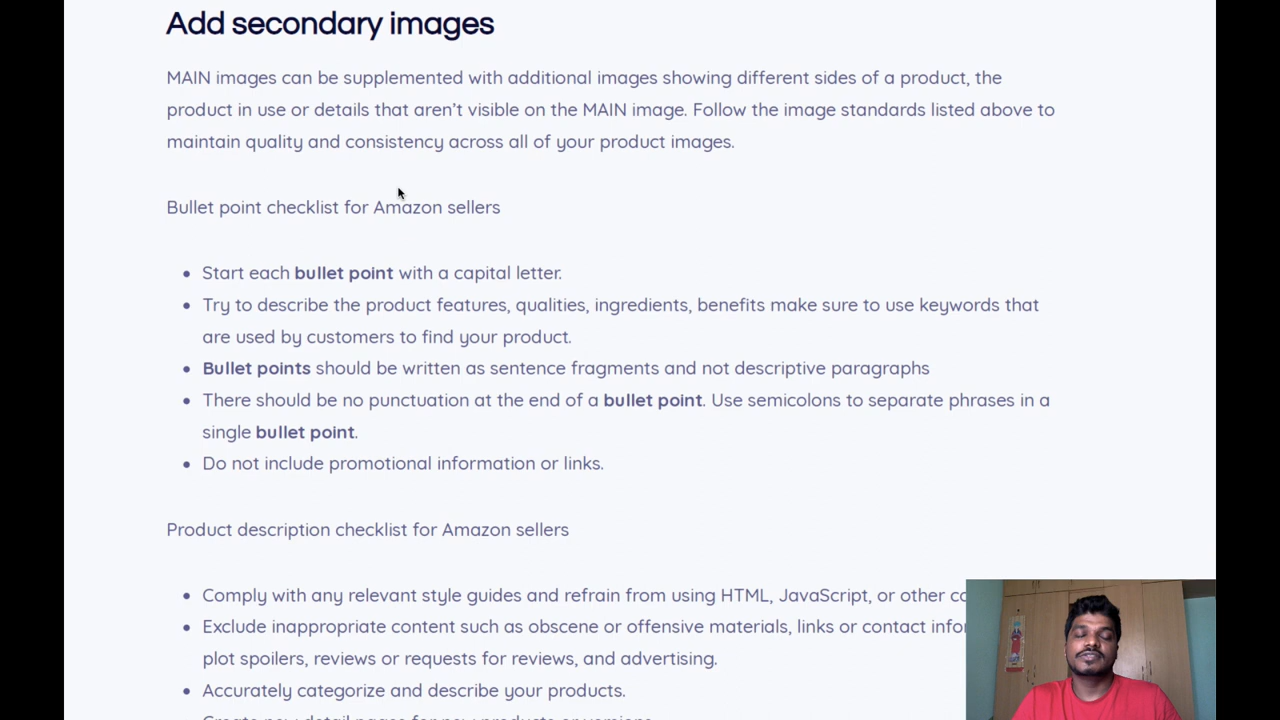 Add secondary images
MAIN images can be supplemented with additional images showing different sides of a product, the
product in use or details that aren’t visible on the MAIN image. Follow the image standards listed above to
maintain quality and consistency across all of your product images.
Bullet point checklist for Amazon sellers
Start each bullet point with a capital letter.
Try to describe the product features, qualities, ingredients, benefits make sure to use keywords that
are used by customers to find your product.
Bullet points should be written as sentence fragments and not descriptive paragraphs
There should be no punctuation at the end of a bullet point. Use semicolons to separate phrases in a
single bullet point.
Do not include promotional information or links.
Product description checklist for Amazon sellers
Comply with any relevant style guides and refrain from using HTML, JavaScript, or other
Exclude inappropriate content such as obscene or offensive materials, links or contact
plot spoilers, reviews or requests for reviews, and advertising.
Accurately categorize and describe your products.